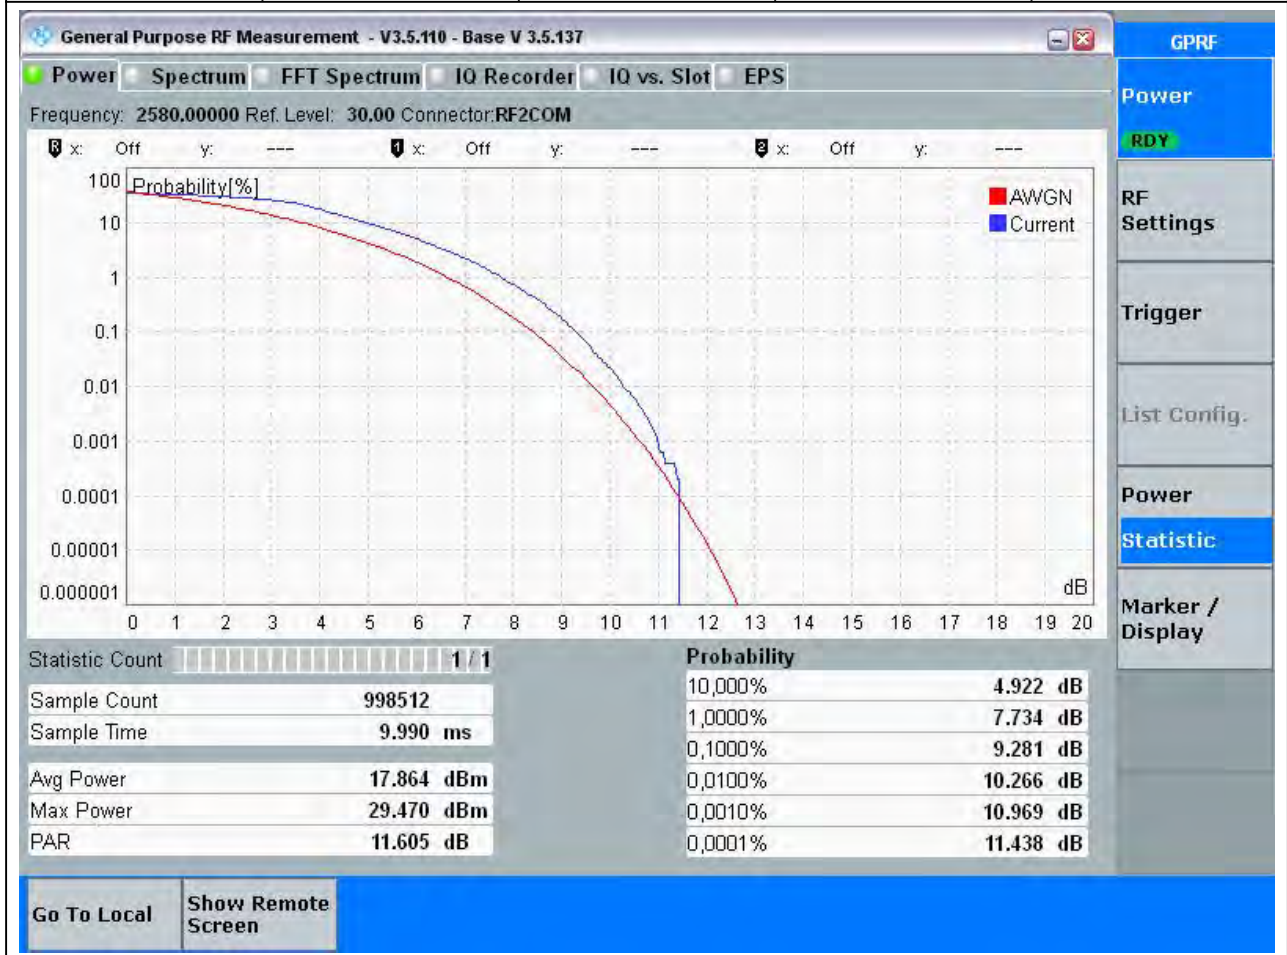 General Purpose RF Measurement - V3.5.110 - Base V 3.5.137
GPRF
Power Spectrum FFT Spectrum IQ Recorder IQ vs. Slot EPS
Frequency: 2580.00000 Ref. Level: 30.00 Connector:RF2COM
R x: Off y: --- 1 x: Off y: --- 2 x: Off y: ---
Probability[%]
AWGN
Current
100
10
1
0.1
0.01
0.001
0.0001
0.00001
0.000001
dB
0 1 2 3 4 5 6 7 8 9 10 11 12 13 14 15 16 17 18 19 20
Statistic Count 1 / 1
Sample Count 998512
Sample Time 9.990 ms
Avg Power 17.864 dBm
Max Power 29.470 dBm
PAR 11.605 dB
Probability
10,000% 4.922 dB
1,0000% 7.734 dB
0,1000% 9.281 dB
0,0100% 10.266 dB
0,0010% 10.969 dB
0,0001% 11.438 dB
Power
RDY
RF
Settings
Trigger
List Config.
Power
Statistic
Marker /
Display
Go To Local
Show Remote
Screen